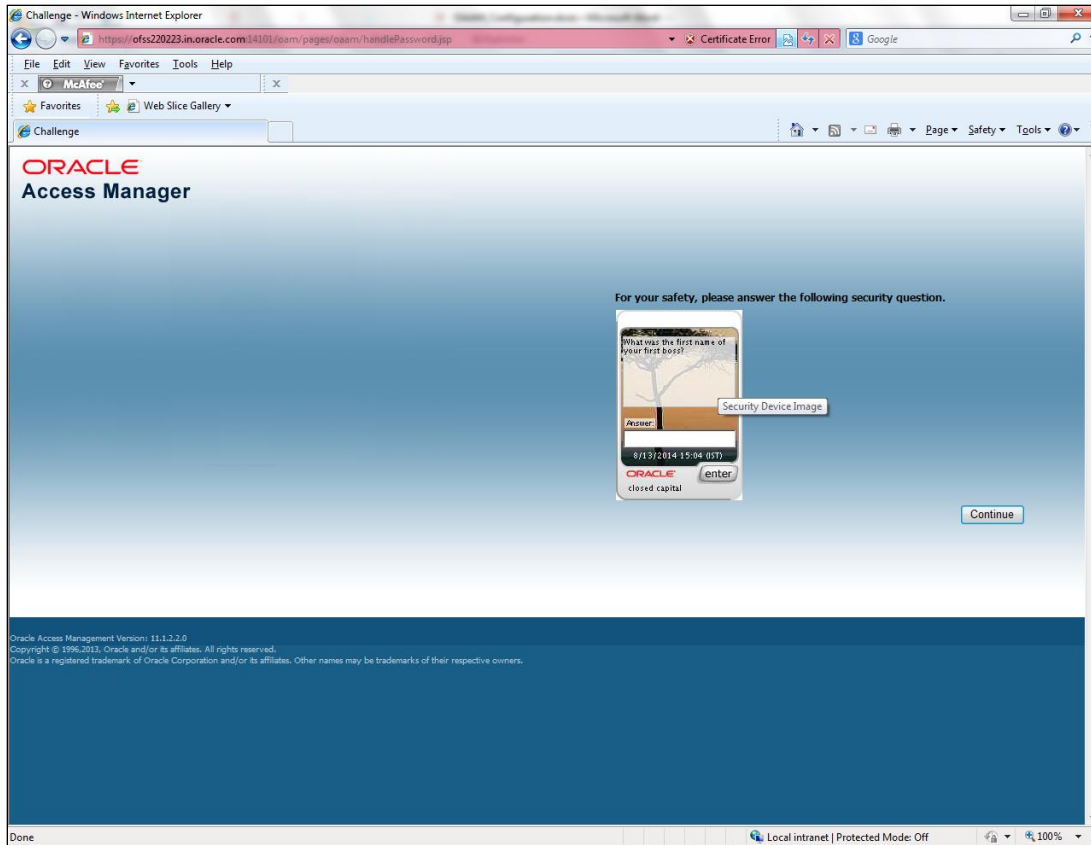 Challenge - Windows Internet Explorer
https://ofss220223.in.oracle.com:14101/oam/pages/oaam/handlePassword.jsp
Certificate Error
Google
File Edit View Favorites Tools Help
X McAfee X
Favorites Web Slice Gallery
Challenge
Page Safety Tools
ORACLE
Access Manager
For your safety, please answer the following security question.
What was the first name of
your first boss?
Security Device Image
Answer:
8/13/2014 15:04 (IST)
ORACLE enter
closed capital
Continue
Oracle Access Management Version: 11.1.2.2.0
Copyright © 1996,2013, Oracle and/or its affiliates. All rights reserved.
Oracle is a registered trademark of Oracle Corporation and/or its affiliates. Other names may be trademarks of their respective owners.
Done
Local intranet | Protected Mode: Off
100%